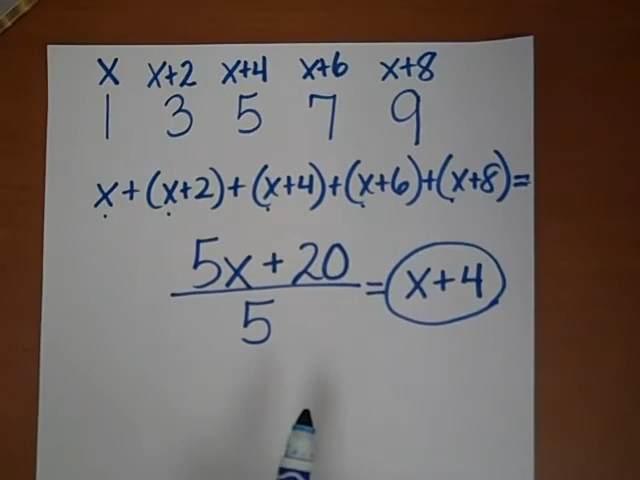 x x+2 x+4 x+6 x+8
1 3 5 7 9
x+(x+2)+(x+4)+(x+6)+(x+8)=
5x+20
5
= x+4